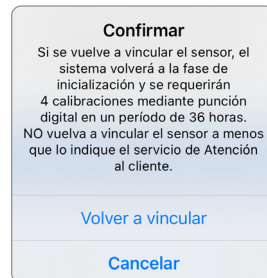 Confirmar
Si se vuelve a vincular el sensor, el
sistema volverá a la fase de
inicialización y se requerirán
4 calibraciones mediante punción
digital en un período de 36 horas.
NO vuelva a vincular el sensor a menos
que lo indique el servicio de Atención
al cliente.
Volver a vincular
Cancelar